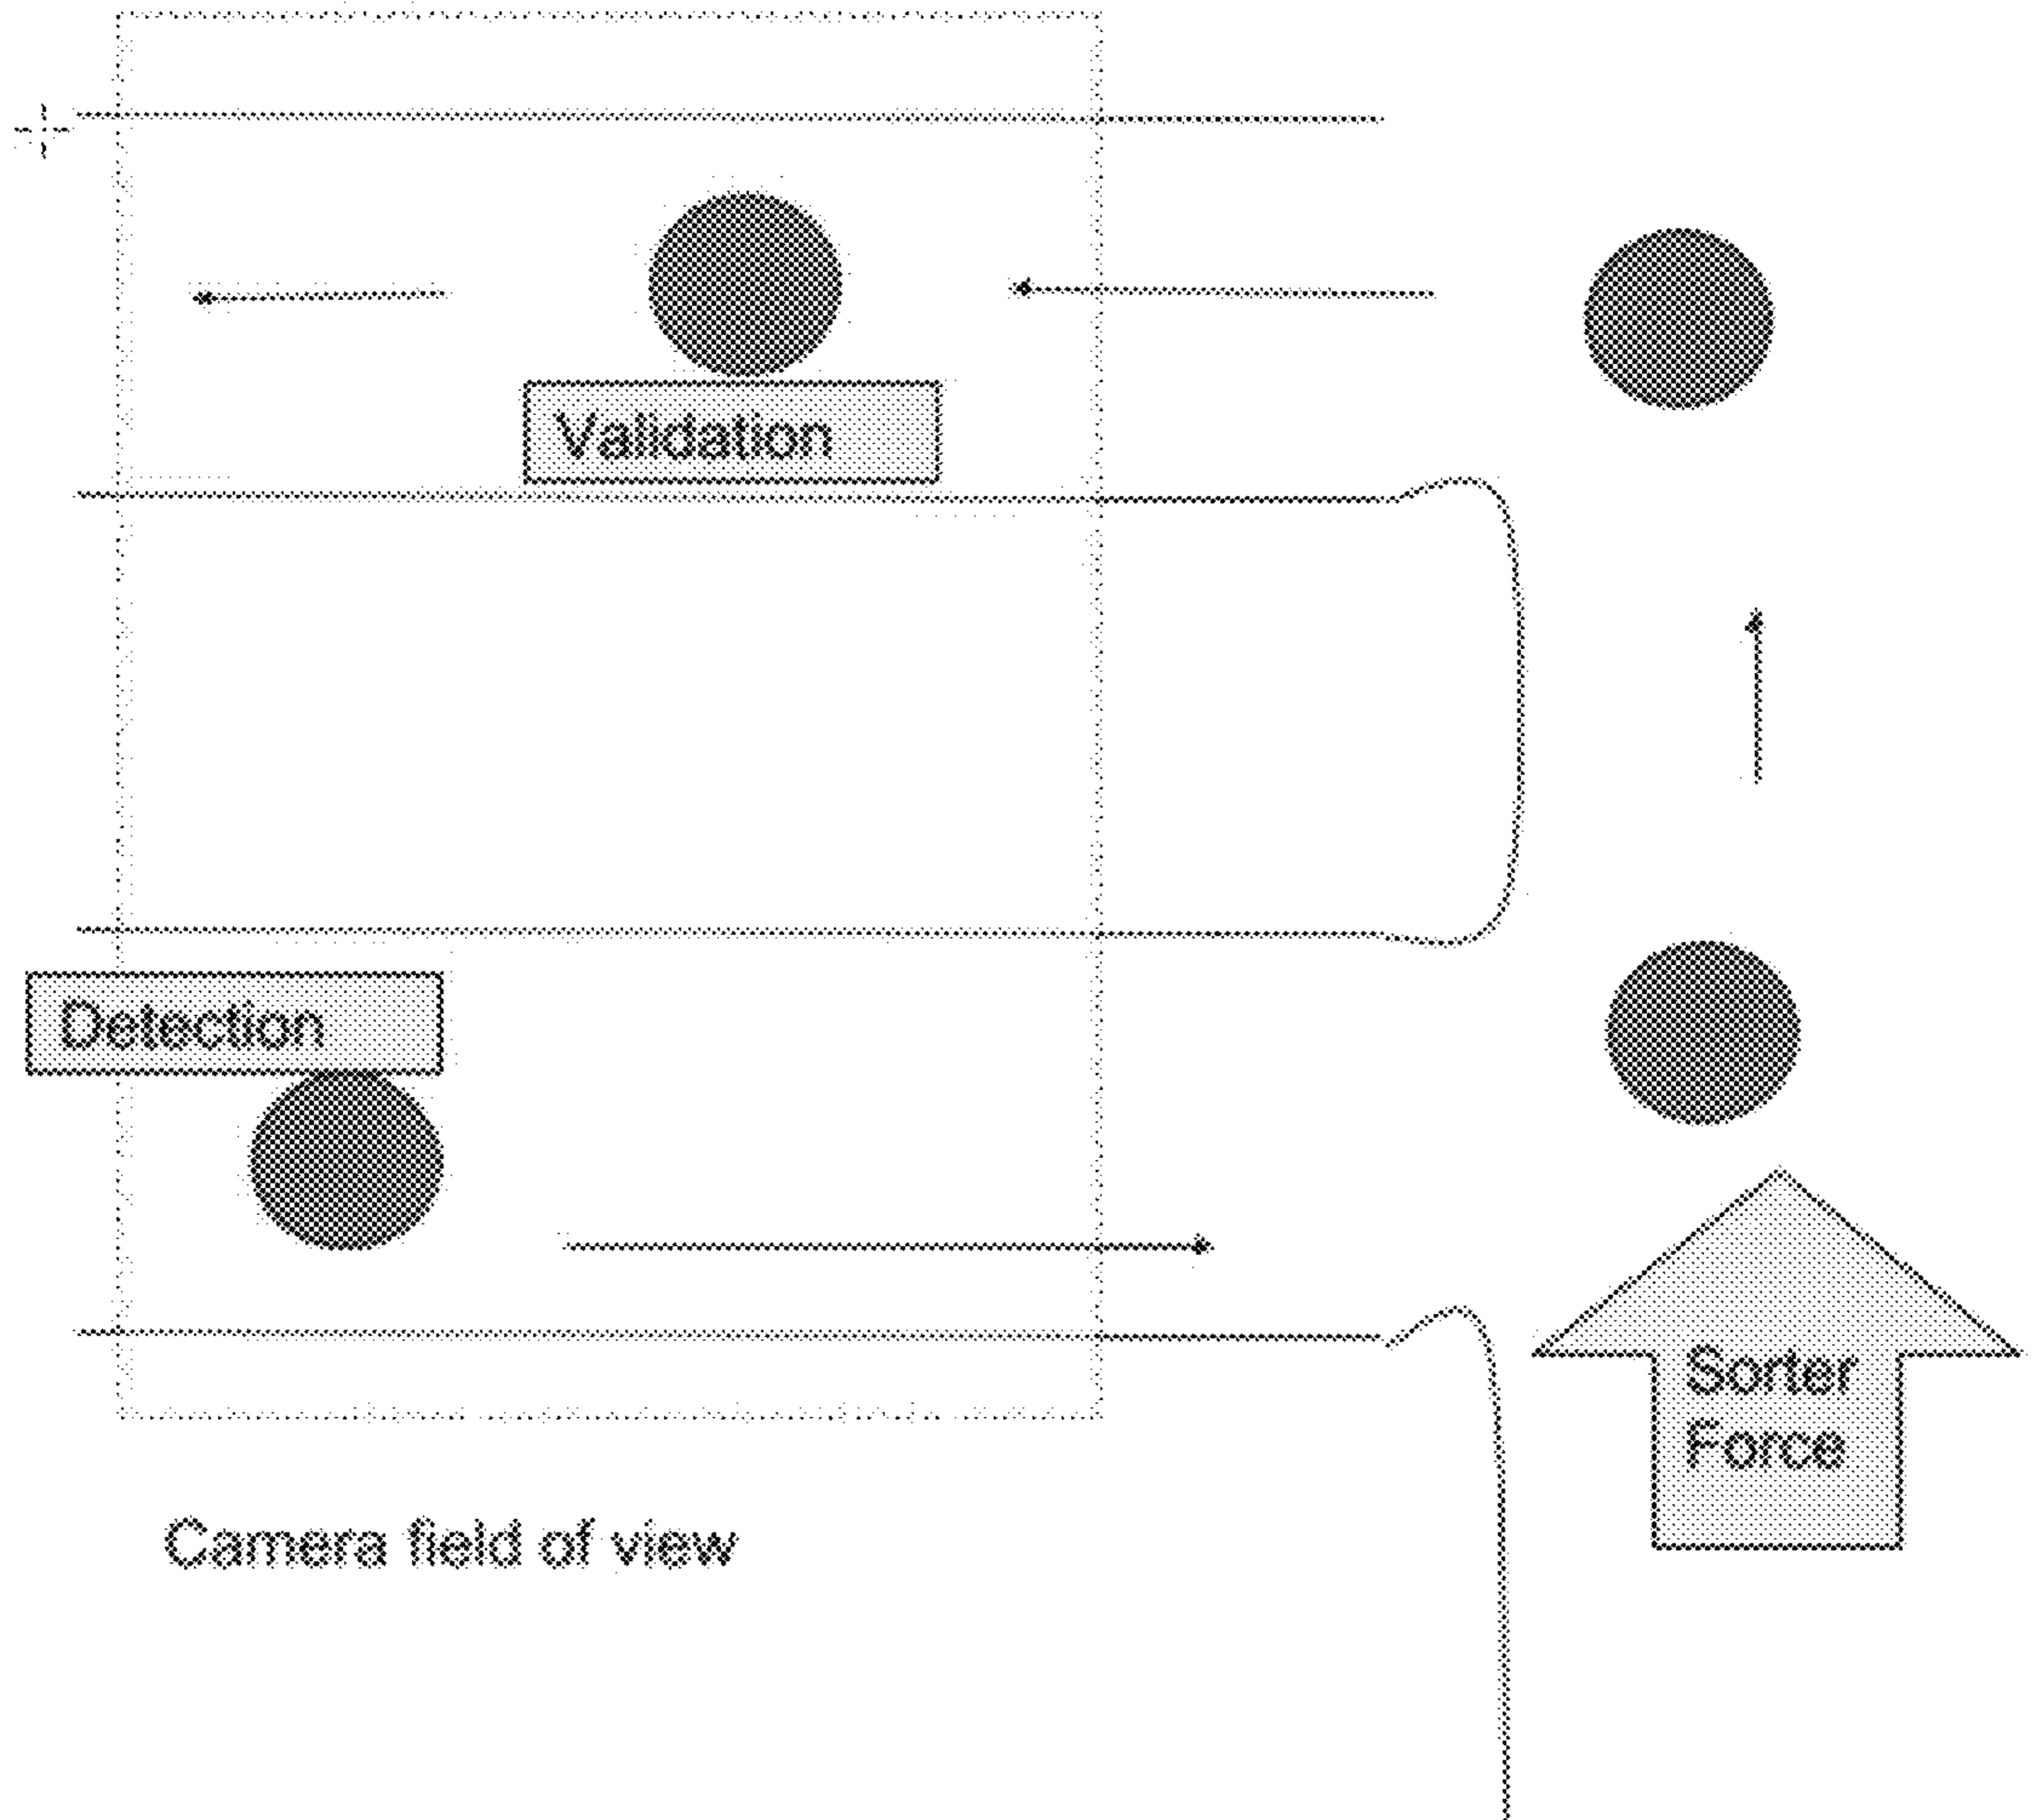 Validation
Detection
Sorter
Force
Camera field of view